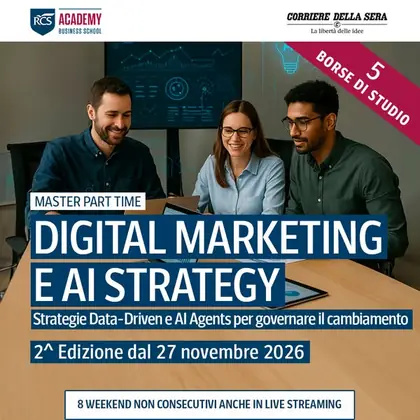 RCS
ACADEMY
BUSINESS SCHOOL
CORRIERE DELLA SERA
La libertà delle idee
5
BORSE DI STUDIO
MASTER PART TIME
DIGITAL MARKETING
E AI STRATEGY
Strategie Data-Driven e AI Agents per governare il cambiamento
2^ Edizione dal 27 novembre 2026
8 WEEKEND NON CONSECUTIVI ANCHE IN LIVE STREAMING